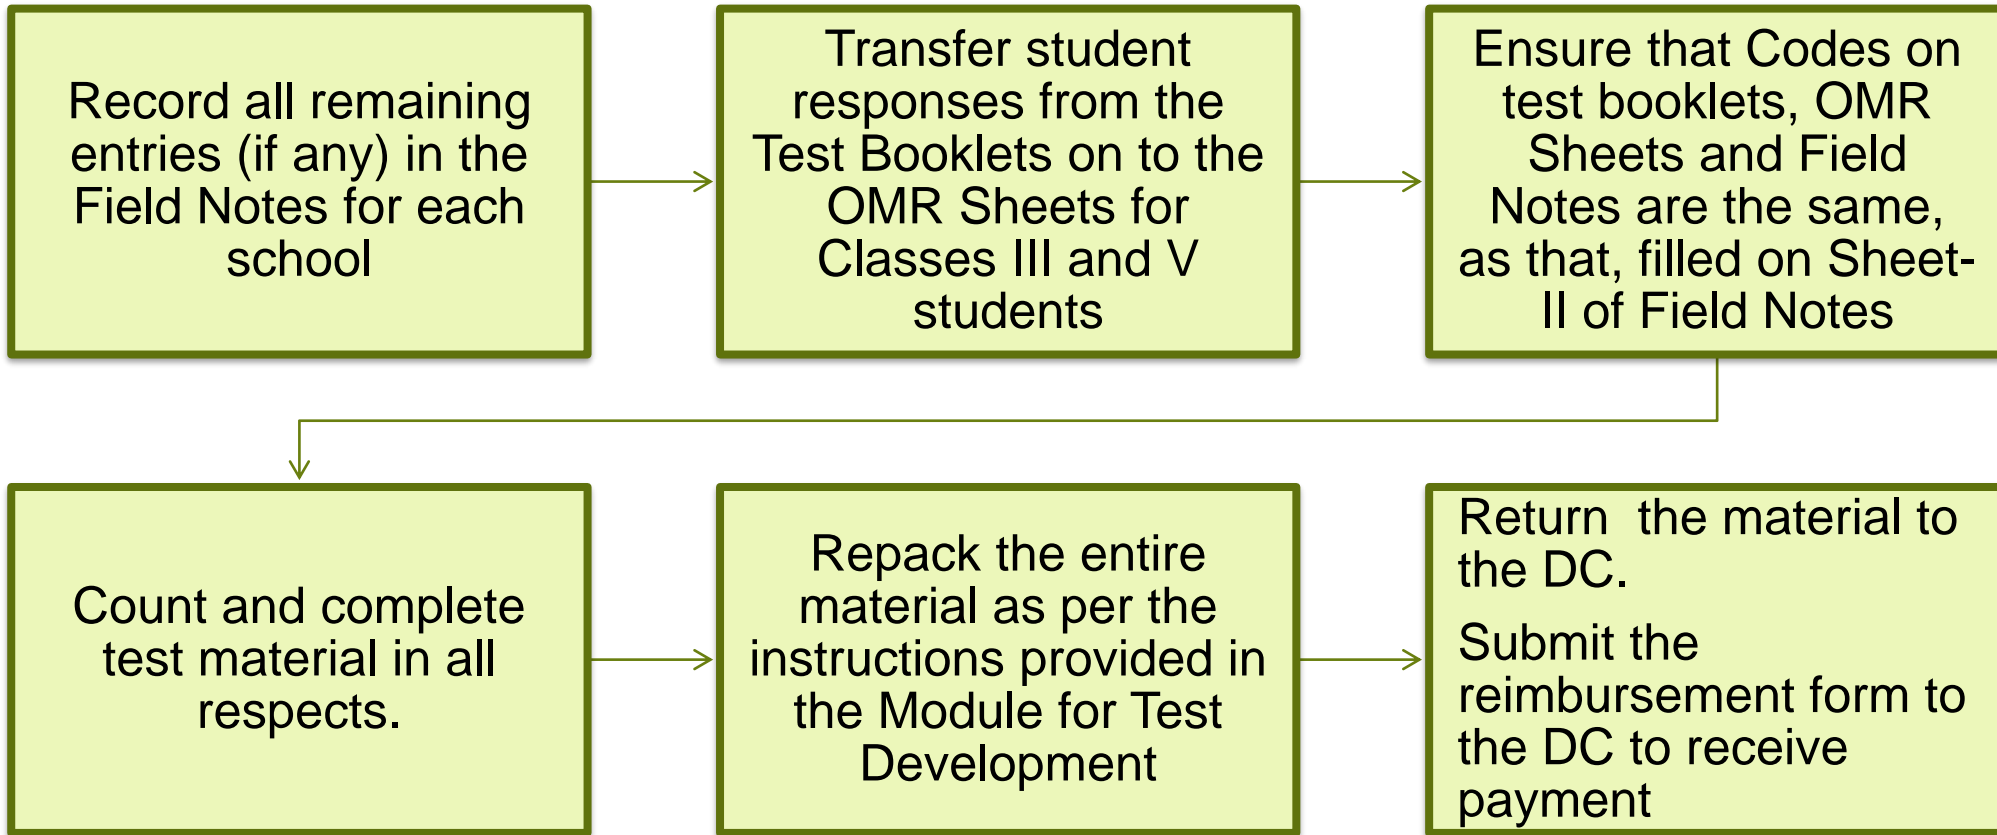 Record all remaining
entries (if any) in the
Field Notes for each
school
Transfer student
responses from the
Test Booklets on to the
OMR Sheets for
Classes III and V
students
Ensure that Codes on
test booklets, OMR
Sheets and Field
Notes are the same,
as that, filled on Sheet-
II of Field Notes
Count and complete
test material in all
respects.
Repack the entire
material as per the
instructions provided in
the Module for Test
Development
Return  the material to
the DC.
Submit the
reimbursement form to
the DC to receive
payment